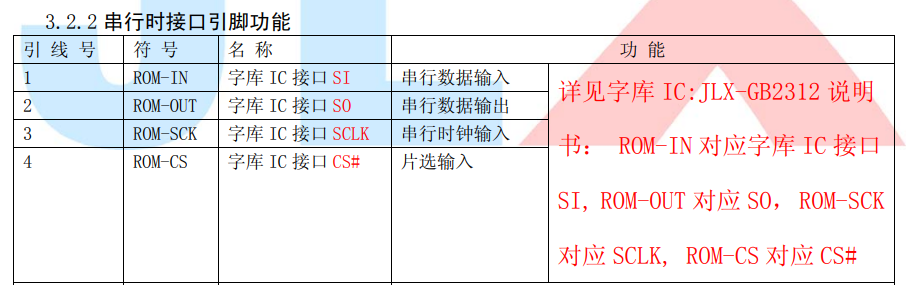 3.2.2 串行时接口引脚功能
引 线 号 符 号 名 称 功 能
1 ROM-IN 字库 IC 接口 SI 串行数据输入
2 ROM-OUT 字库 IC 接口 SO 串行数据输出
3 ROM-SCK 字库 IC 接口 SCLK 串行时钟输入
4 ROM-CS 字库 IC 接口 CS# 片选输入
详见字库 IC:JLX-GB2312 说明
书： ROM-IN 对应字库 IC 接口
SI, ROM-OUT 对应 SO，ROM-SCK
对应 SCLK, ROM-CS 对应 CS#